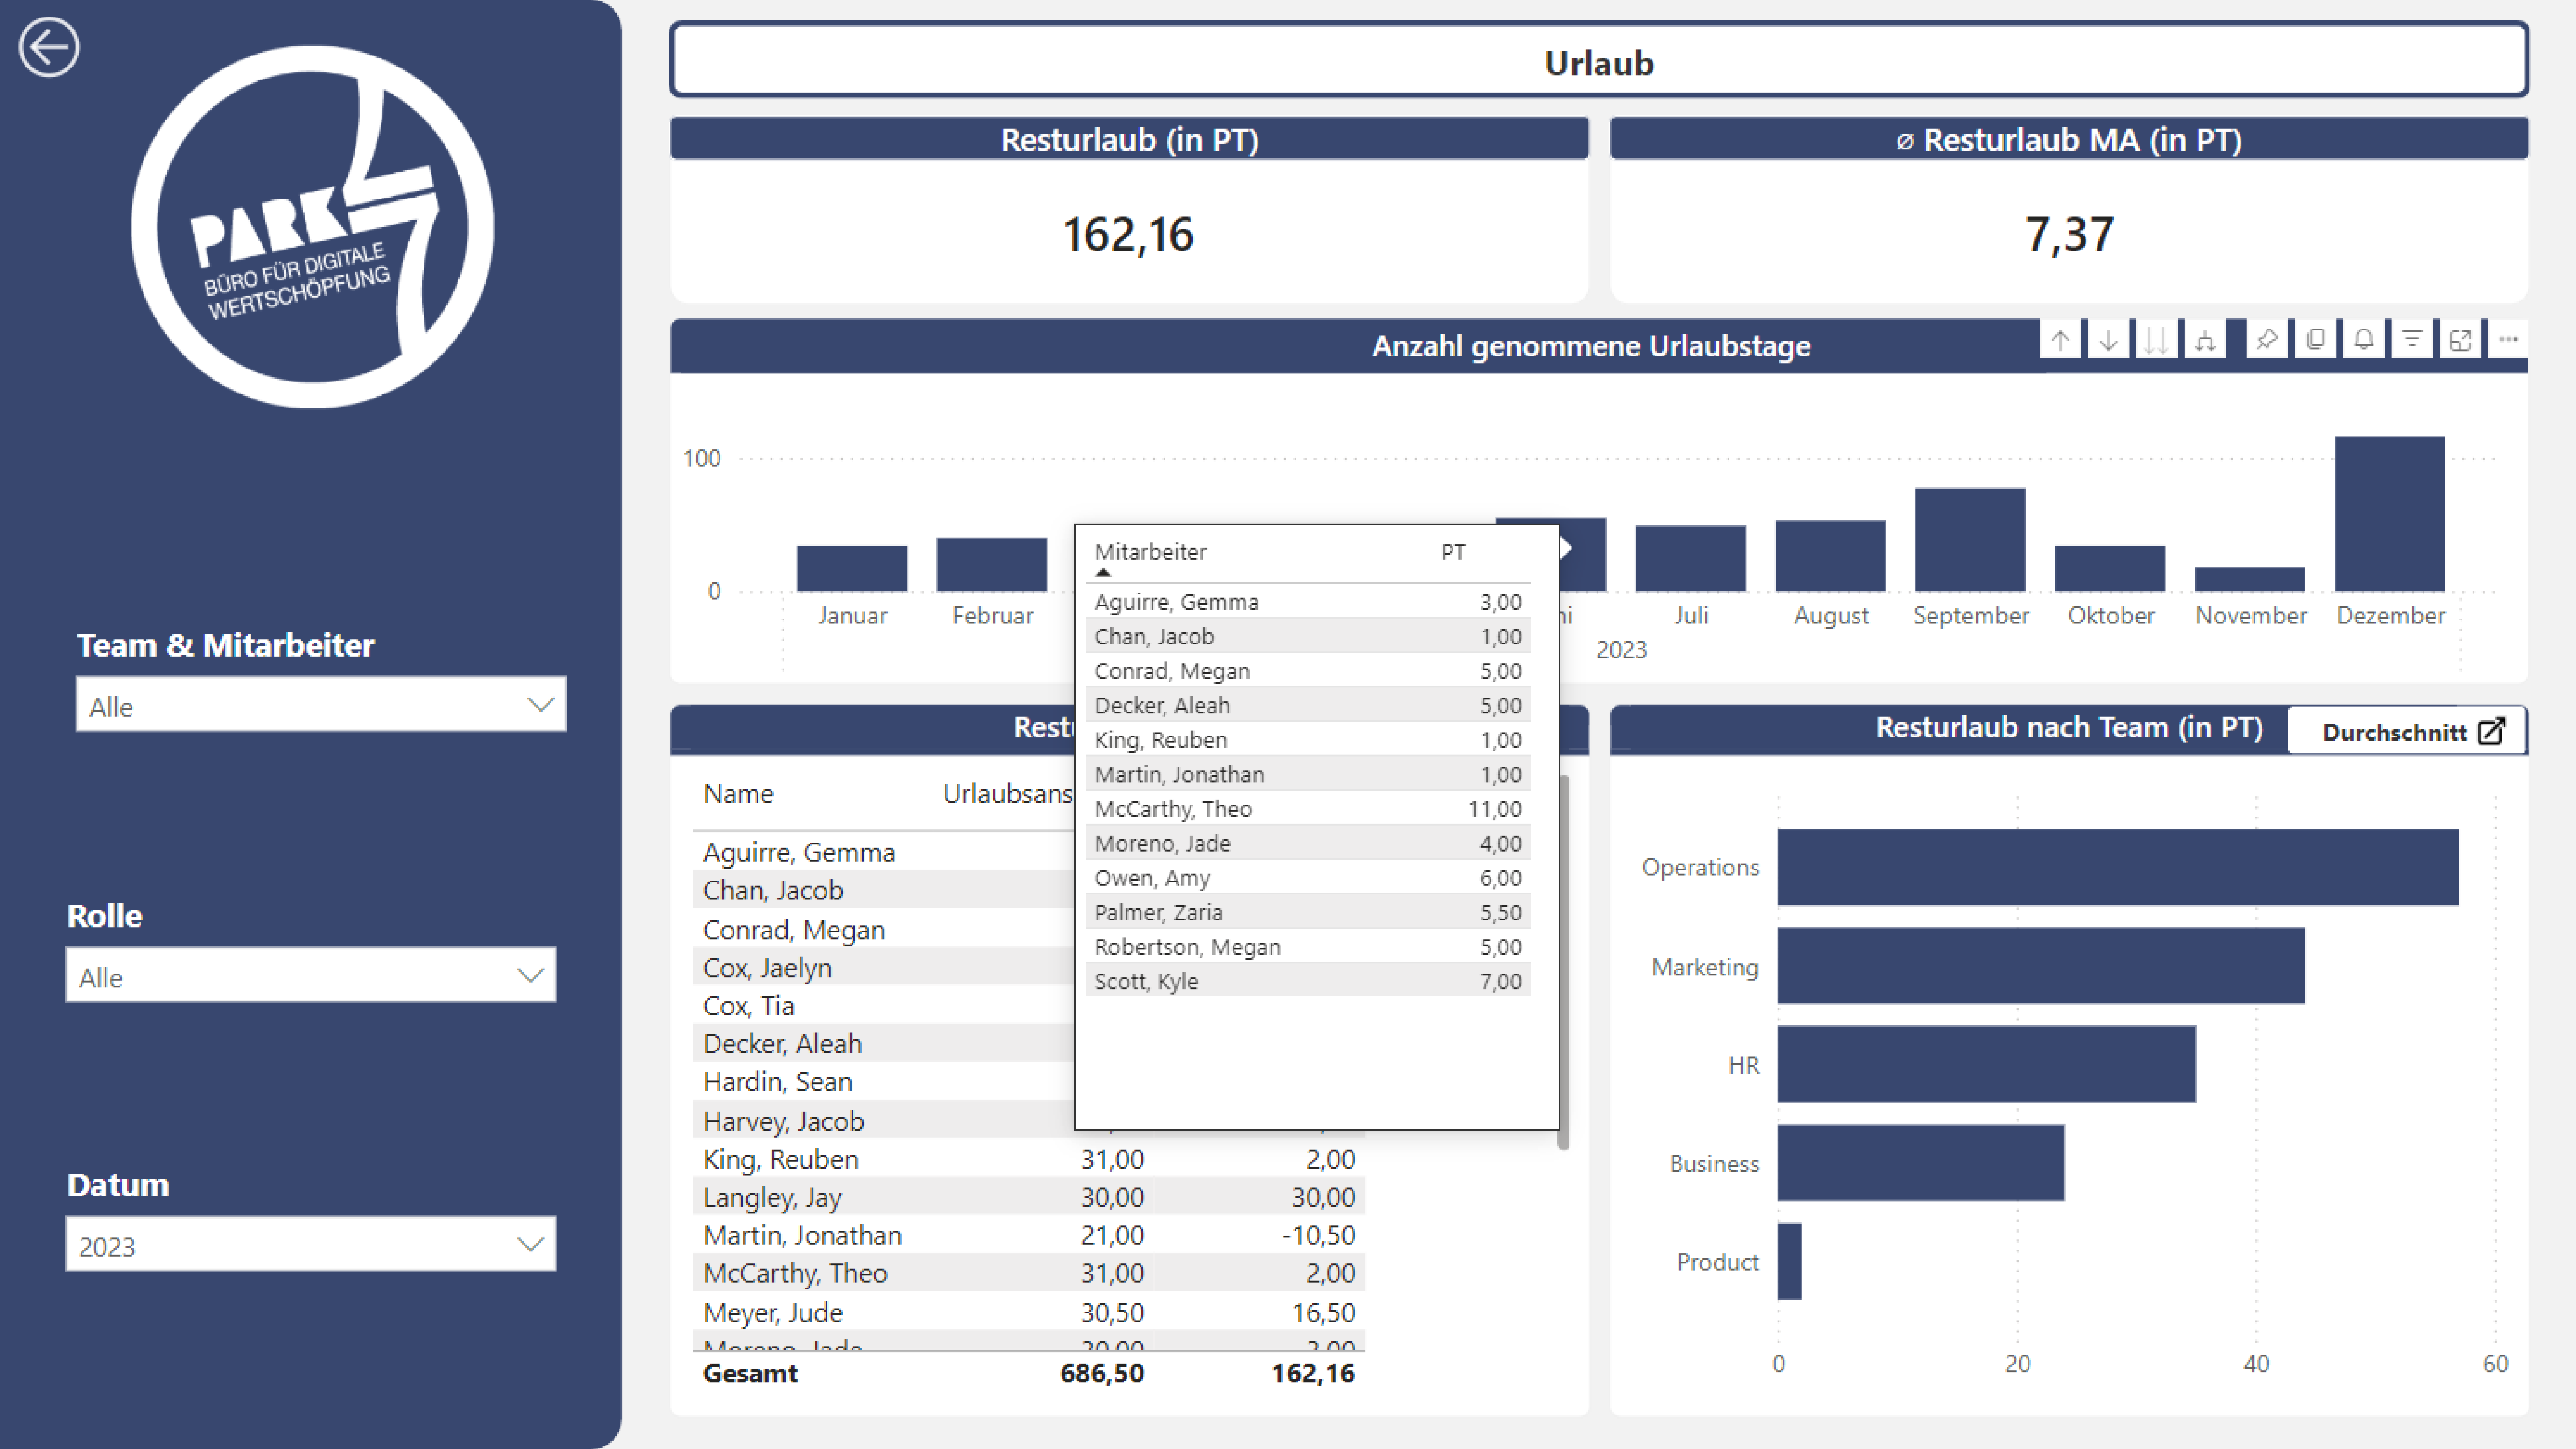 PARK
BÜRO FÜR DIGITALE
WERTSCHÖPFUNG
Team & Mitarbeiter
Alle
Rolle
Alle
Datum
2023
Urlaub
Resturlaub (in PT)
162,16
⌀ Resturlaub MA (in PT)
7,37
Anzahl genommene Urlaubstage
100
0
Januar Februar Juli August September Oktober November Dezember
2023
Mitarbeiter PT
Aguirre, Gemma 3,00
Chan, Jacob 1,00
Conrad, Megan 5,00
Decker, Aleah 5,00
King, Reuben 1,00
Martin, Jonathan 1,00
McCarthy, Theo 11,00
Moreno, Jade 4,00
Owen, Amy 6,00
Palmer, Zaria 5,50
Robertson, Megan 5,00
Scott, Kyle 7,00
Name
Aguirre, Gemma
Chan, Jacob
Conrad, Megan
Cox, Jaelyn
Cox, Tia
Decker, Aleah
Hardin, Sean
Harvey, Jacob
King, Reuben 31,00 2,00
Langley, Jay 30,00 30,00
Martin, Jonathan 21,00 -10,50
McCarthy, Theo 31,00 2,00
Meyer, Jude 30,50 16,50
Gesamt 686,50 162,16
Resturlaub nach Team (in PT)
Durchschnitt
Operations
Marketing
HR
Business
Product
0 20 40 60